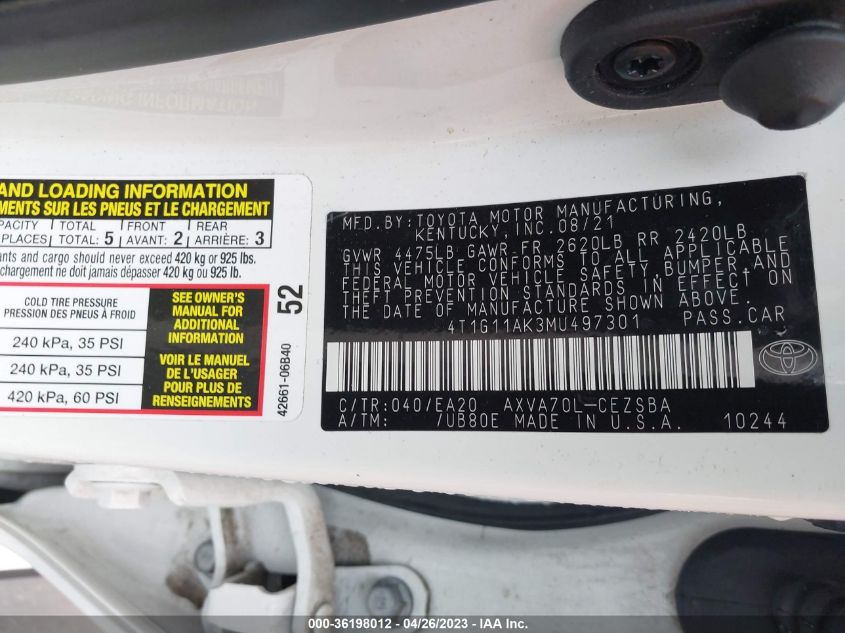 AND LOADING INFORMATION
EMENTS SUR LES PNEUS ET LE CHARGEMENT
PACITY TOTAL FRONT REAR
PLACES TOTAL: 5 AVANT: 2 ARRIÈRE: 3
ants and cargo should never exceed 420 kg or 925 lbs.
chargement ne doit jamais dépasser 420 kg ou 925 lb.
COLD TIRE PRESSURE
PRESSION DES PNEUS À FROID
240 kPa, 35 PSI
240 kPa, 35 PSI
420 kPa, 60 PSI
SEE OWNER'S
MANUAL FOR
ADDITIONAL
INFORMATION
VOIR LE MANUEL
DE L'USAGER
POUR PLUS DE
RENSEIGNEMENTS
52
42661-06B40
MFD.BY:TOYOTA MOTOR MANUFACTURING,
KENTUCKY,INC.08/21
GVWR 4475LB GAWR FR 2620LB RR 2420LB
THIS VEHICLE CONFORMS TO ALL APPLICABLE
FEDERAL MOTOR VEHICLE SAFETY,BUMPER,AND
THEFT PREVENTION STANDARDS IN EFFECT ON
THE DATE OF MANUFACTURE SHOWN ABOVE.
4T1G11AK3MU497301 PASS.CAR
C/TR:040/EA20 AXVA70L-CEZSBA
A/TM: /UB80E MADE IN U.S.A. 10244
000-36198012 - 04/26/2023 - IAAI Inc.